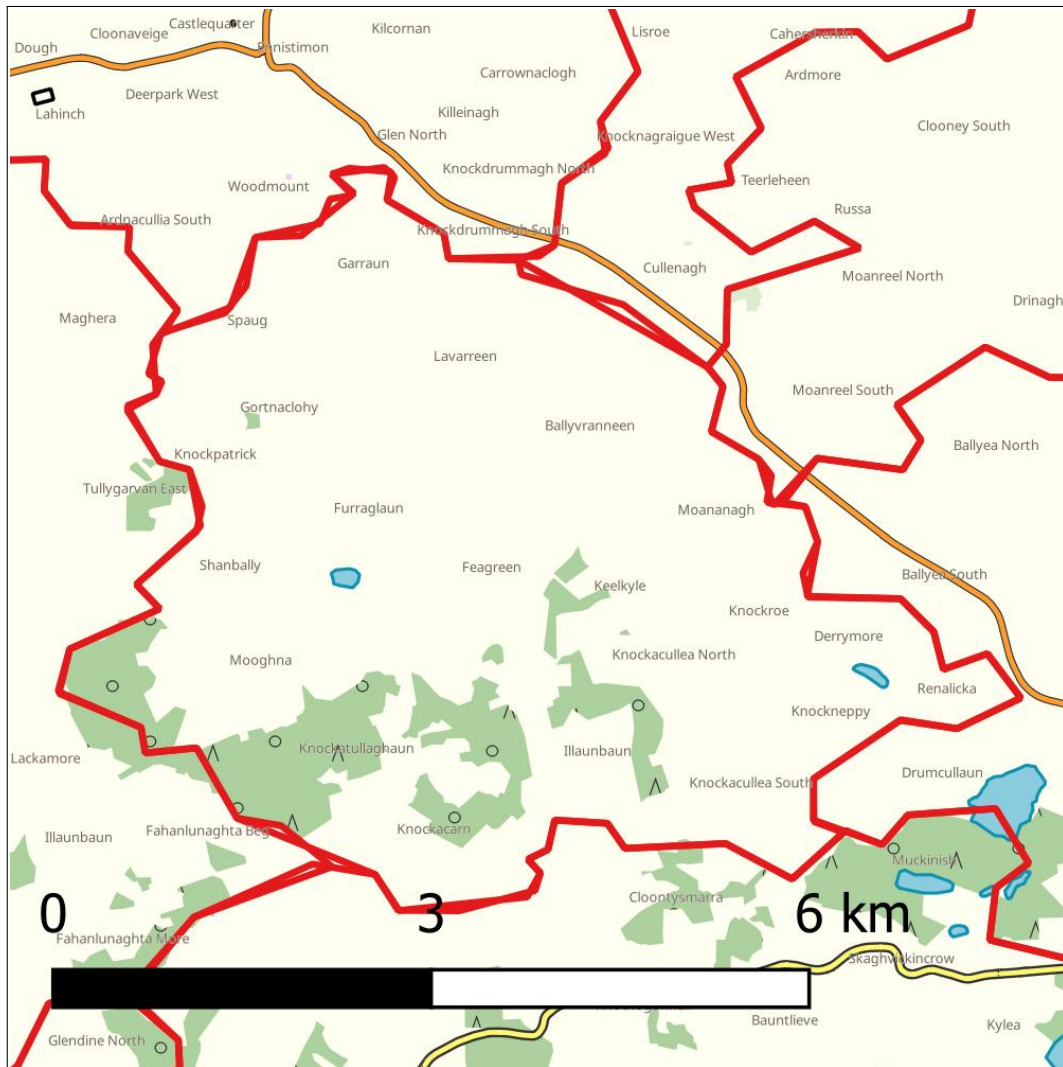 Castlequarter
Kilcornan
Lisroe
Cahersherkin
Cloonaveige
Dough
Ennistimon
Carrownaclogh
Ardmore
Deerpark West
Lahinch
Killeinagh
Clooney South
Glen North
Knocknagraigue West
Knockdrummagh North
Teerleheen
Woodmount
Russa
Ardnacullia South
Knockdrummagh South
Garraun
Cullenagh
Moanreel North
Drinagh
Maghera
Spaug
Lavarreen
Moanreel South
Gortnaclohy
Ballyvranneen
Ballyea North
Knockpatrick
Tullygarvan East
Furraglaun
Moananagh
Shanbally
Feagreen
Ballyea South
Keelkyle
Knockroe
Derrymore
Mooghna
Knockacullea North
Renalicka
Knockneppy
Lackamore
Knockatullaghaun
Illaunbaun
Drumcullaun
Knockacullea South
Illaunbaun
Fahanlunaghta Beg
Knockacarn
Muckinish
Cloontysmarra
0 3 6 km
Fahanlunaghta More
Skaghvickincrow
Bauntlieve
Kylea
Glendine North